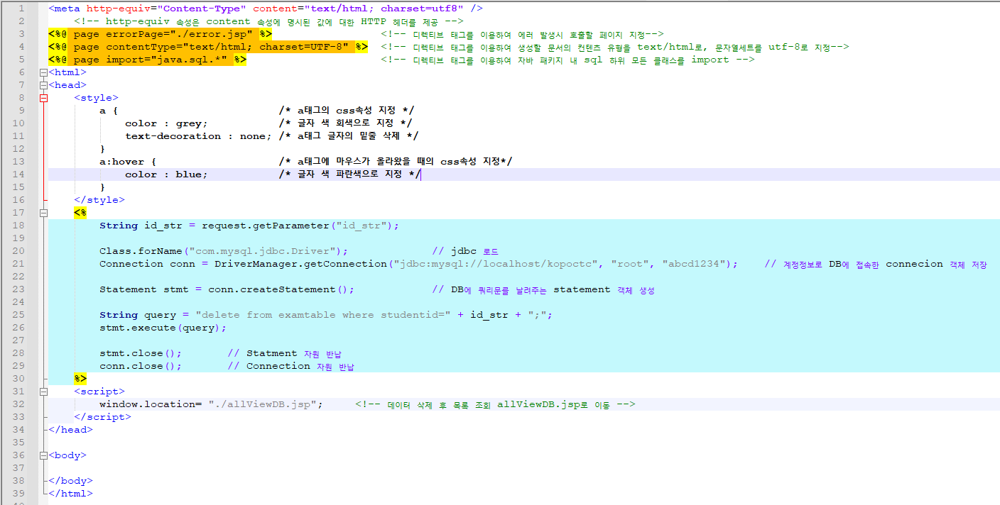 1 <meta http-equiv="Content-Type" content="text/html; charset=utf8" />
2 <!-- http-equiv 속성은 content 속성에 명시된 값에 대한 HTTP 헤더를 제공 -->
3 <%@ page errorPage="./error.jsp" %> <!-- 디렉티브 태그를 이용하여 에러 발생시 호출할 페이지 지정-->
4 <%@ page contentType="text/html; charset=UTF-8" %> <!-- 디렉티브 태그를 이용하여 생성할 문서의 컨텐츠 유형을 text/html로, 문자열세트를 utf-8로 지정-->
5 <%@ page import="java.sql.*" %> <!-- 디렉티브 태그를 이용하여 자바 패키지 내 sql 하위 모든 클래스를 import -->
6 <html>
7 <head>
8 <style>
9 a { /* a태그의 css속성 지정 */
10 color : grey; /* 글자 색 회색으로 지정 */
11 text-decoration : none; /* a태그 글자의 밑줄 삭제 */
12 }
13 a:hover { /* a태그에 마우스가 올라왔을 때의 css속성 지정*/
14 color : blue; /* 글자 색 파란색으로 지정 */
15 }
16 </style>
17 <%
18 String id_str = request.getParameter("id_str");
19
20 Class.forName("com.mysql.jdbc.Driver"); // jdbc 로드
21 Connection conn = DriverManager.getConnection("jdbc:mysql://localhost/kopoctc", "root", "abcd1234"); // 계정정보로 DB에 접속한 connecion 객체 저장
22
23 Statement stmt = conn.createStatement(); // DB에 쿼리문를 날려주는 statement 객체 생성
24
25 String query = "delete from examtable where studentid=" + id_str + ";";
26 stmt.execute(query);
27
28 stmt.close(); // Statment 자원 반납
29 conn.close(); // Connection 자원 반납
30 %>
31 <script>
32 window.location= "./allViewDB.jsp"; <!-- 데이터 삭제 후 목록 조회 allViewDB.jsp로 이동 -->
33 </script>
34 </head>
35
36 <body>
37
38 </body>
39 </html>